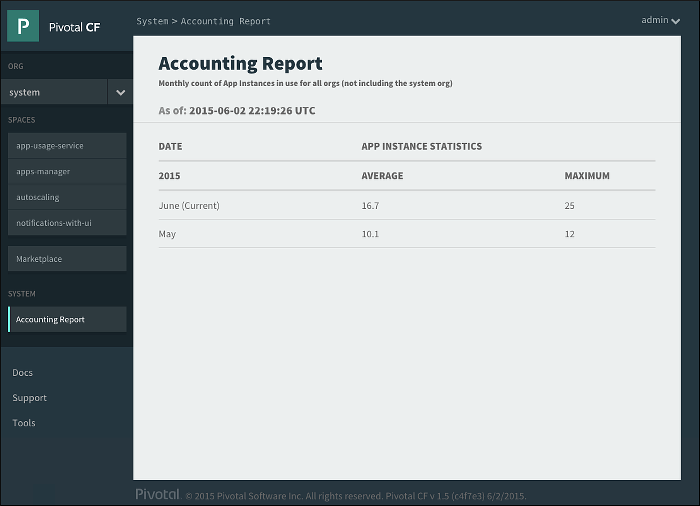 P Pivotal CF
System > Accounting Report
admin
ORG
system
SPACES
app-usage-service
apps-manager
autoscaling
notifications-with-ui
Marketplace
SYSTEM
Accounting Report
Docs
Support
Tools
Accounting Report
Monthly count of App Instances in use for all orgs (not including the system org)
As of: 2015-06-02 22:19:26 UTC
DATE APP INSTANCE STATISTICS
2015 AVERAGE MAXIMUM
June (Current) 16.7 25
May 10.1 12
Pivotal © 2015 Pivotal Software Inc. All rights reserved. Pivotal CF v 1.5 (c4f7e3) 6/2/2015.